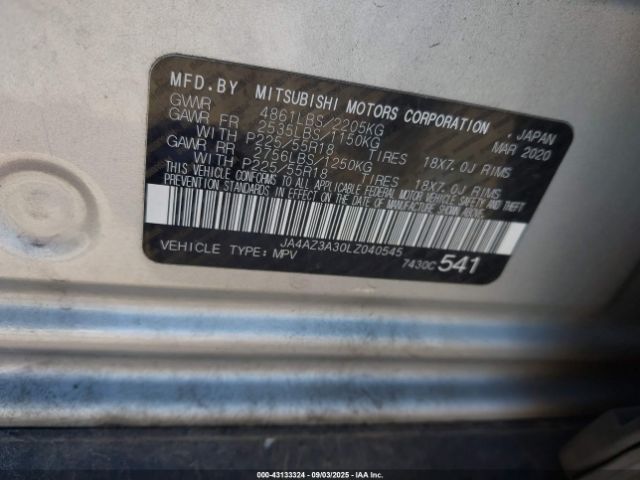 MFD.BY MITSUBISHI MOTORS CORPORATION , JAPAN
GVWR 4861LBS/2205KG MAR 2020
GAWR FR 2535LBS/1150KG
WITH P225/55R18 TIRES 18X7.0J RIMS
GAWR RR 2756LBS/1250KG
WITH P225/55R18 TIRES 18X7.0J RIMS
THIS VEHICLE CONFORMS TO ALL APPLICABLE FEDERAL MOTOR VEHICLE SAFETY AND THEFT
PREVENTION STANDARDS IN EFFECT ON THE DATE OF MANUFACTURE SHOWN ABOVE.
JA4AZ3A30LZ040545
VEHICLE TYPE: MPV 7430C 541
000-43133324 | 09/03/2025 - IAA Corp.